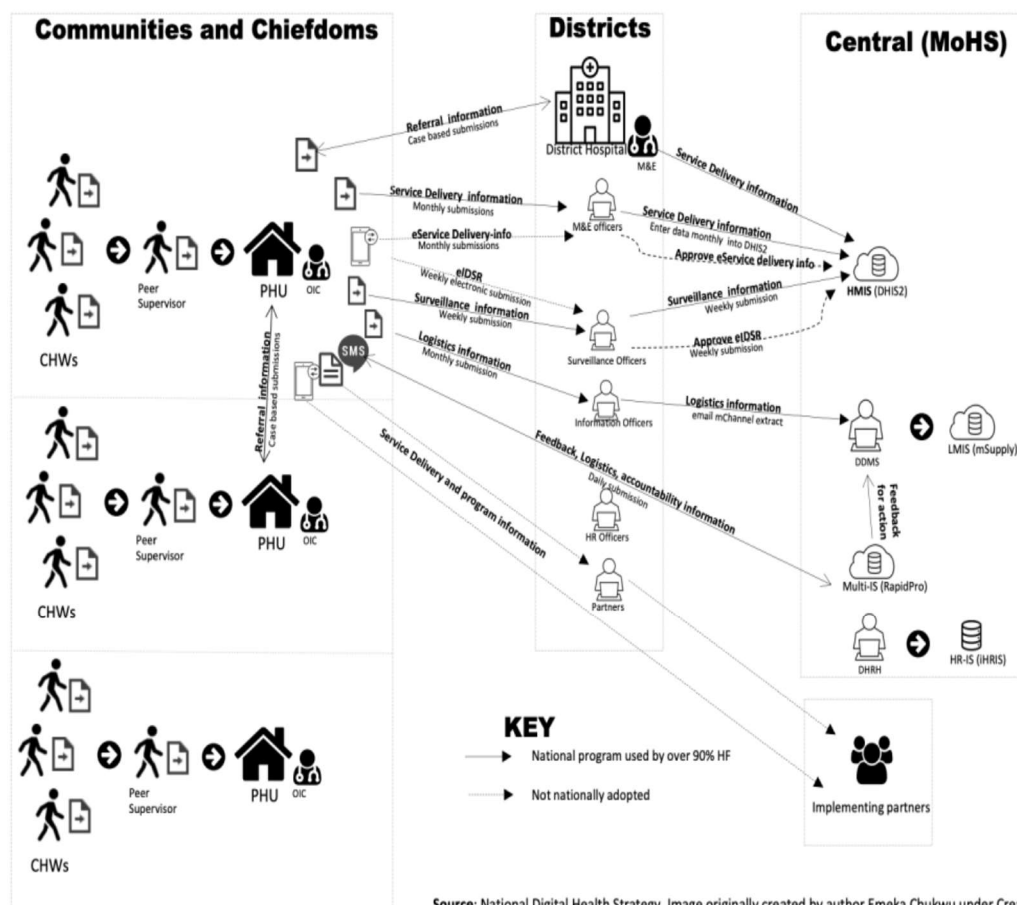 Communities and Chiefdoms
Districts
Central (MoHS)
Referral information
Case based submissions
District Hospital
M&E
Service Delivery information
Service Delivery information
Monthly submissions
M&E officers
Service Delivery information
Enter data monthly into DHIS2
eService Delivery-info
Monthly submissions
Approve eService delivery info
HMIS (DHIS2)
Peer
Supervisor
PHU
OIC
CHWs
eIDSR
Weekly electronic submission
Surveillance information
Weekly submission
Surveillance information
Weekly submission
Surveillance Officers
Approve eIDSR
Weekly submission
SMS
Logistics information
Monthly submission
Information Officers
Logistics information
email mChannel extract
DDMS
LMIS (mSupply)
Referral information
Case based submissions
Feedback, Logistics, accountability information
Daily submission
Service Delivery and program information
HR Officers
Feedback
for action
Multi-IS (RapidPro)
Peer
Supervisor
PHU
OIC
CHWs
Partners
DHRH
HR-IS (iHRIS)
Peer
Supervisor
PHU
OIC
CHWs
KEY
National program used by over 90% HF
Not nationally adopted
Implementing partners
Source: National Digital Health Strategy. Image originally created by author Emeka Chukwu under Cre